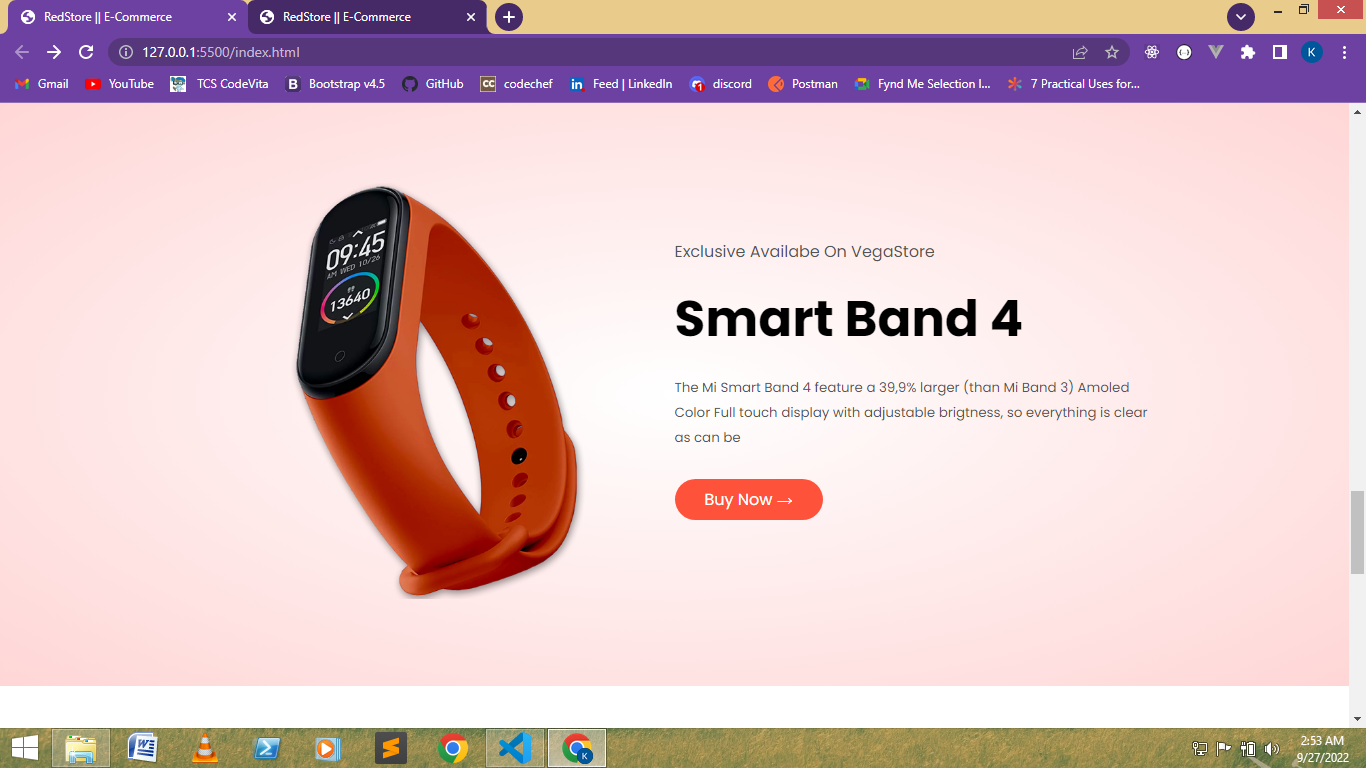 RedStore || E-Commerce
RedStore || E-Commerce
127.0.0.1:5500/index.html
K
Gmail
YouTube
TCS CodeVita
B
Bootstrap v4.5
GitHub
CC
codechef
in
Feed | LinkedIn
1
discord
Postman
Fynd Me Selection I...
7 Practical Uses for...
09:45
AM WED 10/26
13640
Exclusive Availabe On VegaStore
Smart Band 4
The Mi Smart Band 4 feature a 39,9% larger (than Mi Band 3) Amoled
Color Full touch display with adjustable brigtness, so everything is clear
as can be
Buy Now →
W
S
K
2:53 AM
9/27/2022